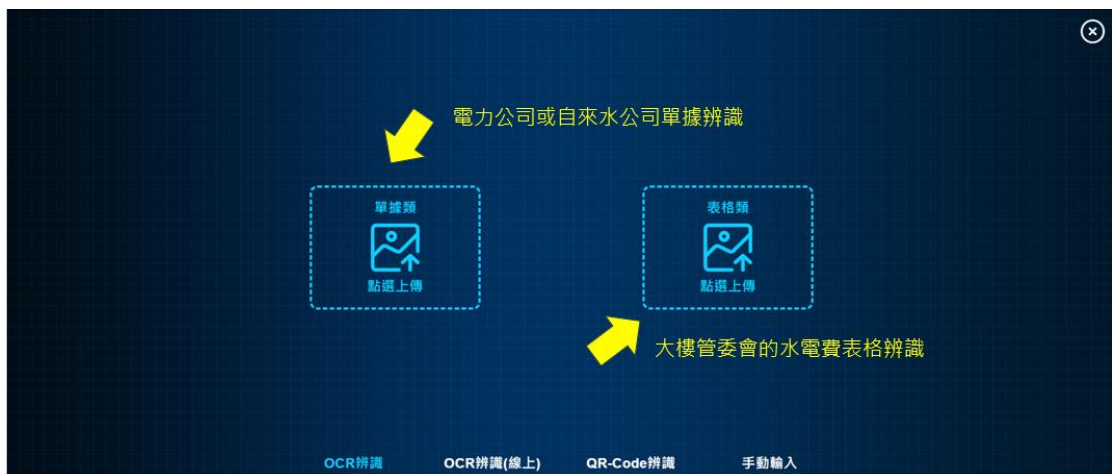 電力公司或自來水公司單據辨識
單據類
點選上傳
表格類
點選上傳
大樓管委會的水電費表格辨識
OCR辨識
OCR辨識(線上)
QR-Code辨識
手動輸入